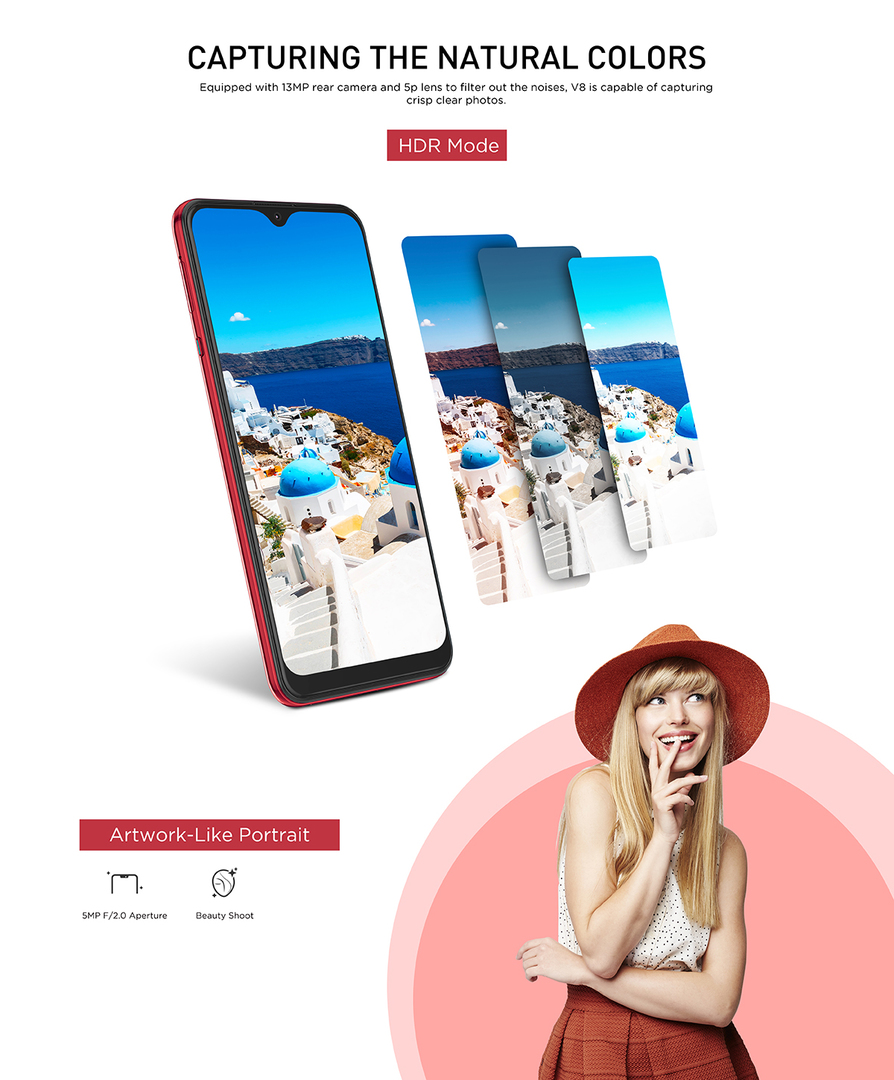 CAPTURING THE NATURAL COLORS
Equipped with 13MP rear camera and 5p lens to filter out the noises, V8 is capable of capturing
crisp clear photos.
HDR Mode
Artwork-Like Portrait
5MP F/2.0 Aperture
Beauty Shoot